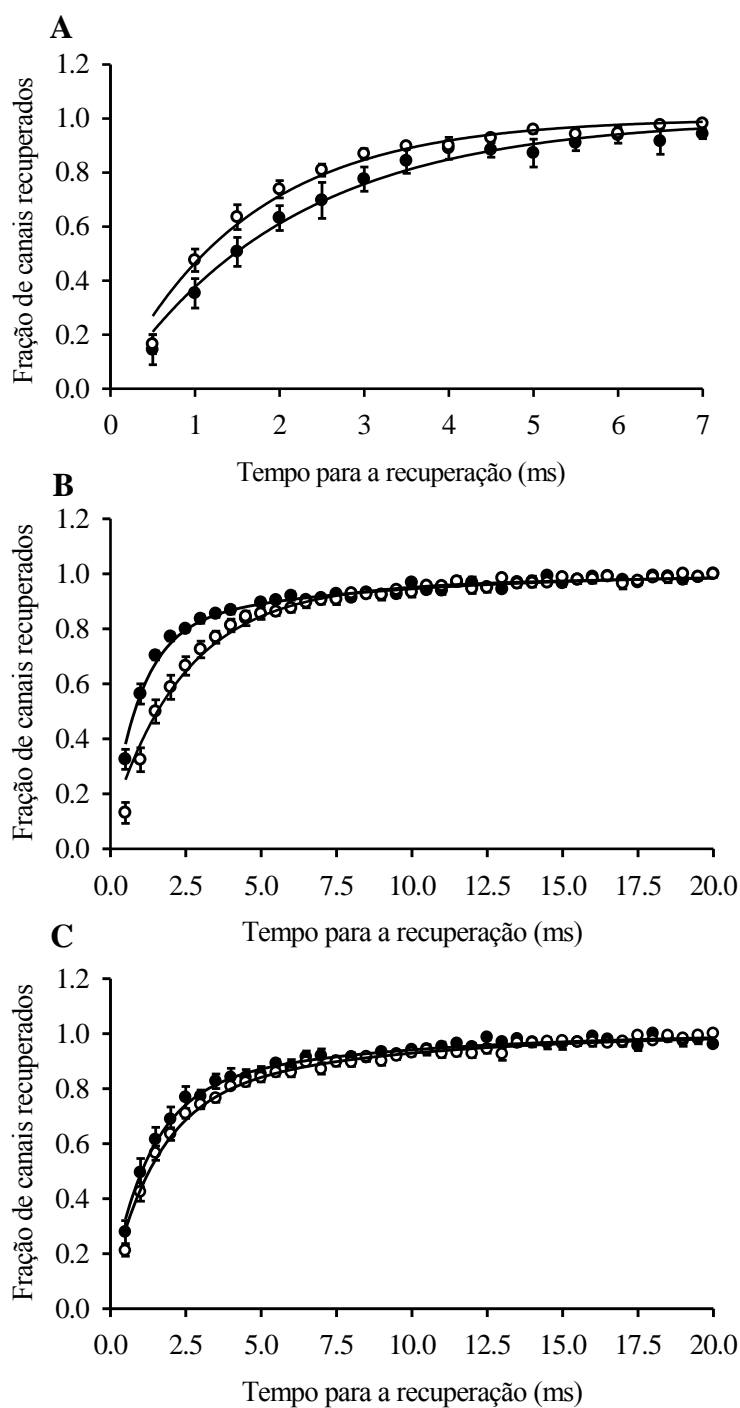 A
Fração de canais recuperados
1.2
1.0
0.8
0.6
0.4
0.2
0.0
0 1 2 3 4 5 6 7
Tempo para a recuperação (ms)
B
Fração de canais recuperados
1.2
1.0
0.8
0.6
0.4
0.2
0.0
0.0 2.5 5.0 7.5 10.0 12.5 15.0 17.5 20.0
Tempo para a recuperação (ms)
C
Fração de canais recuperados
1.2
1.0
0.8
0.6
0.4
0.2
0.0
0.0 2.5 5.0 7.5 10.0 12.5 15.0 17.5 20.0
Tempo para a recuperação (ms)